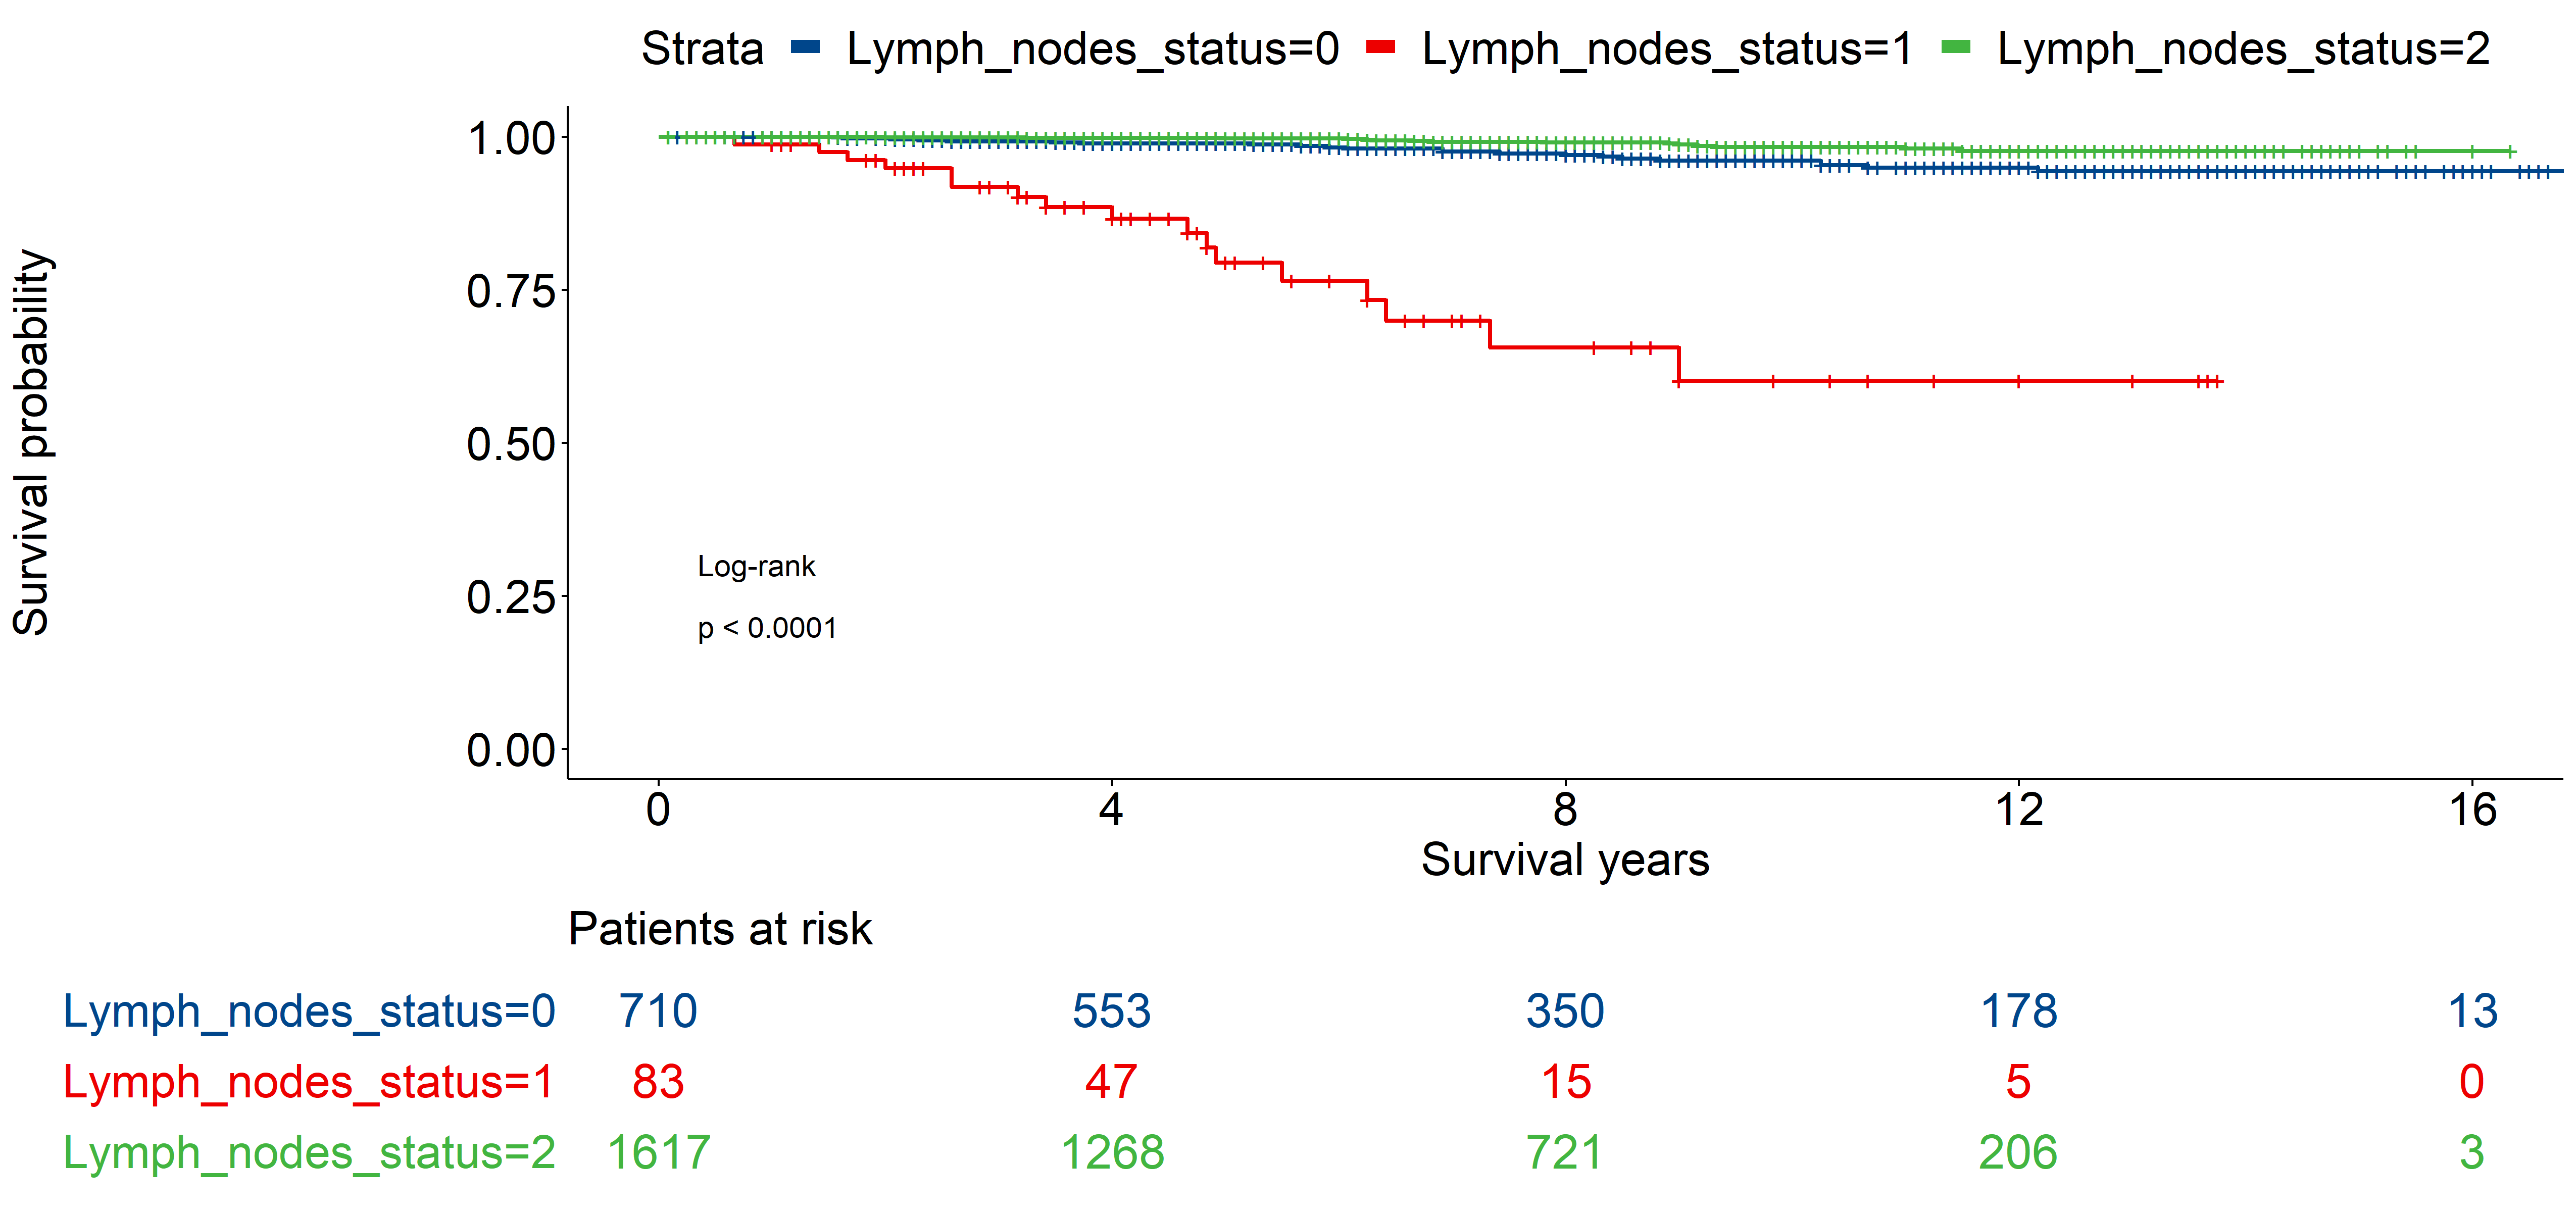 Strata Lymph_nodes_status=0 Lymph_nodes_status=1 Lymph_nodes_status=2
Survival probability
1.00
0.75
0.50
0.25
0.00
Log-rank
p < 0.0001
0 4 8 12 16
Survival years
Patients at risk
Lymph_nodes_status=0 710 553 350 178 13
Lymph_nodes_status=1 83 47 15 5 0
Lymph_nodes_status=2 1617 1268 721 206 3